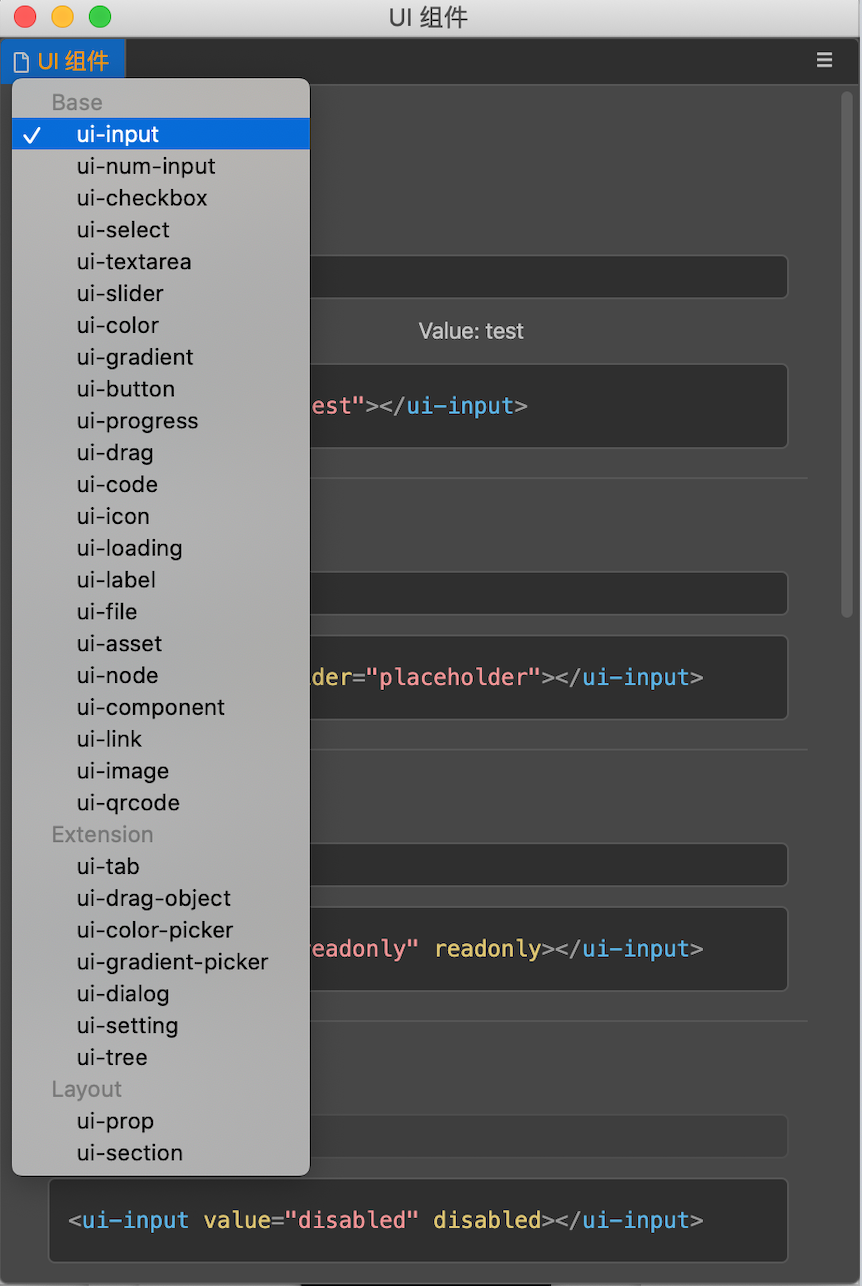 UI 组件
UI 组件
Base
ui-input
ui-num-input
ui-checkbox
ui-select
ui-textarea
ui-slider
ui-color
ui-gradient
ui-button
ui-progress
ui-drag
ui-code
ui-icon
ui-loading
ui-label
ui-file
ui-asset
ui-node
ui-component
ui-link
ui-image
ui-qrcode
Extension
ui-tab
ui-drag-object
ui-color-picker
ui-gradient-picker
ui-dialog
ui-setting
ui-tree
Layout
ui-prop
ui-section
Value: test
est"></ui-input>
der="placeholder"></ui-input>
eadonly" readonly></ui-input>
<ui-input value="disabled" disabled></ui-input>